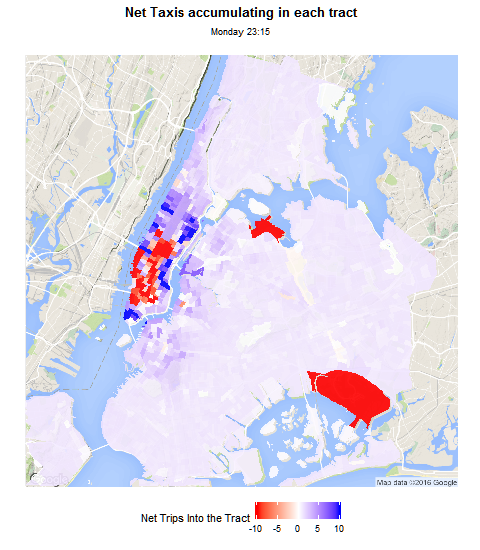 Net Taxis accumulating in each tract
Monday 23:15
Map data ©2016 Google
Net Trips Into the Tract
-10 -5 0 5 10